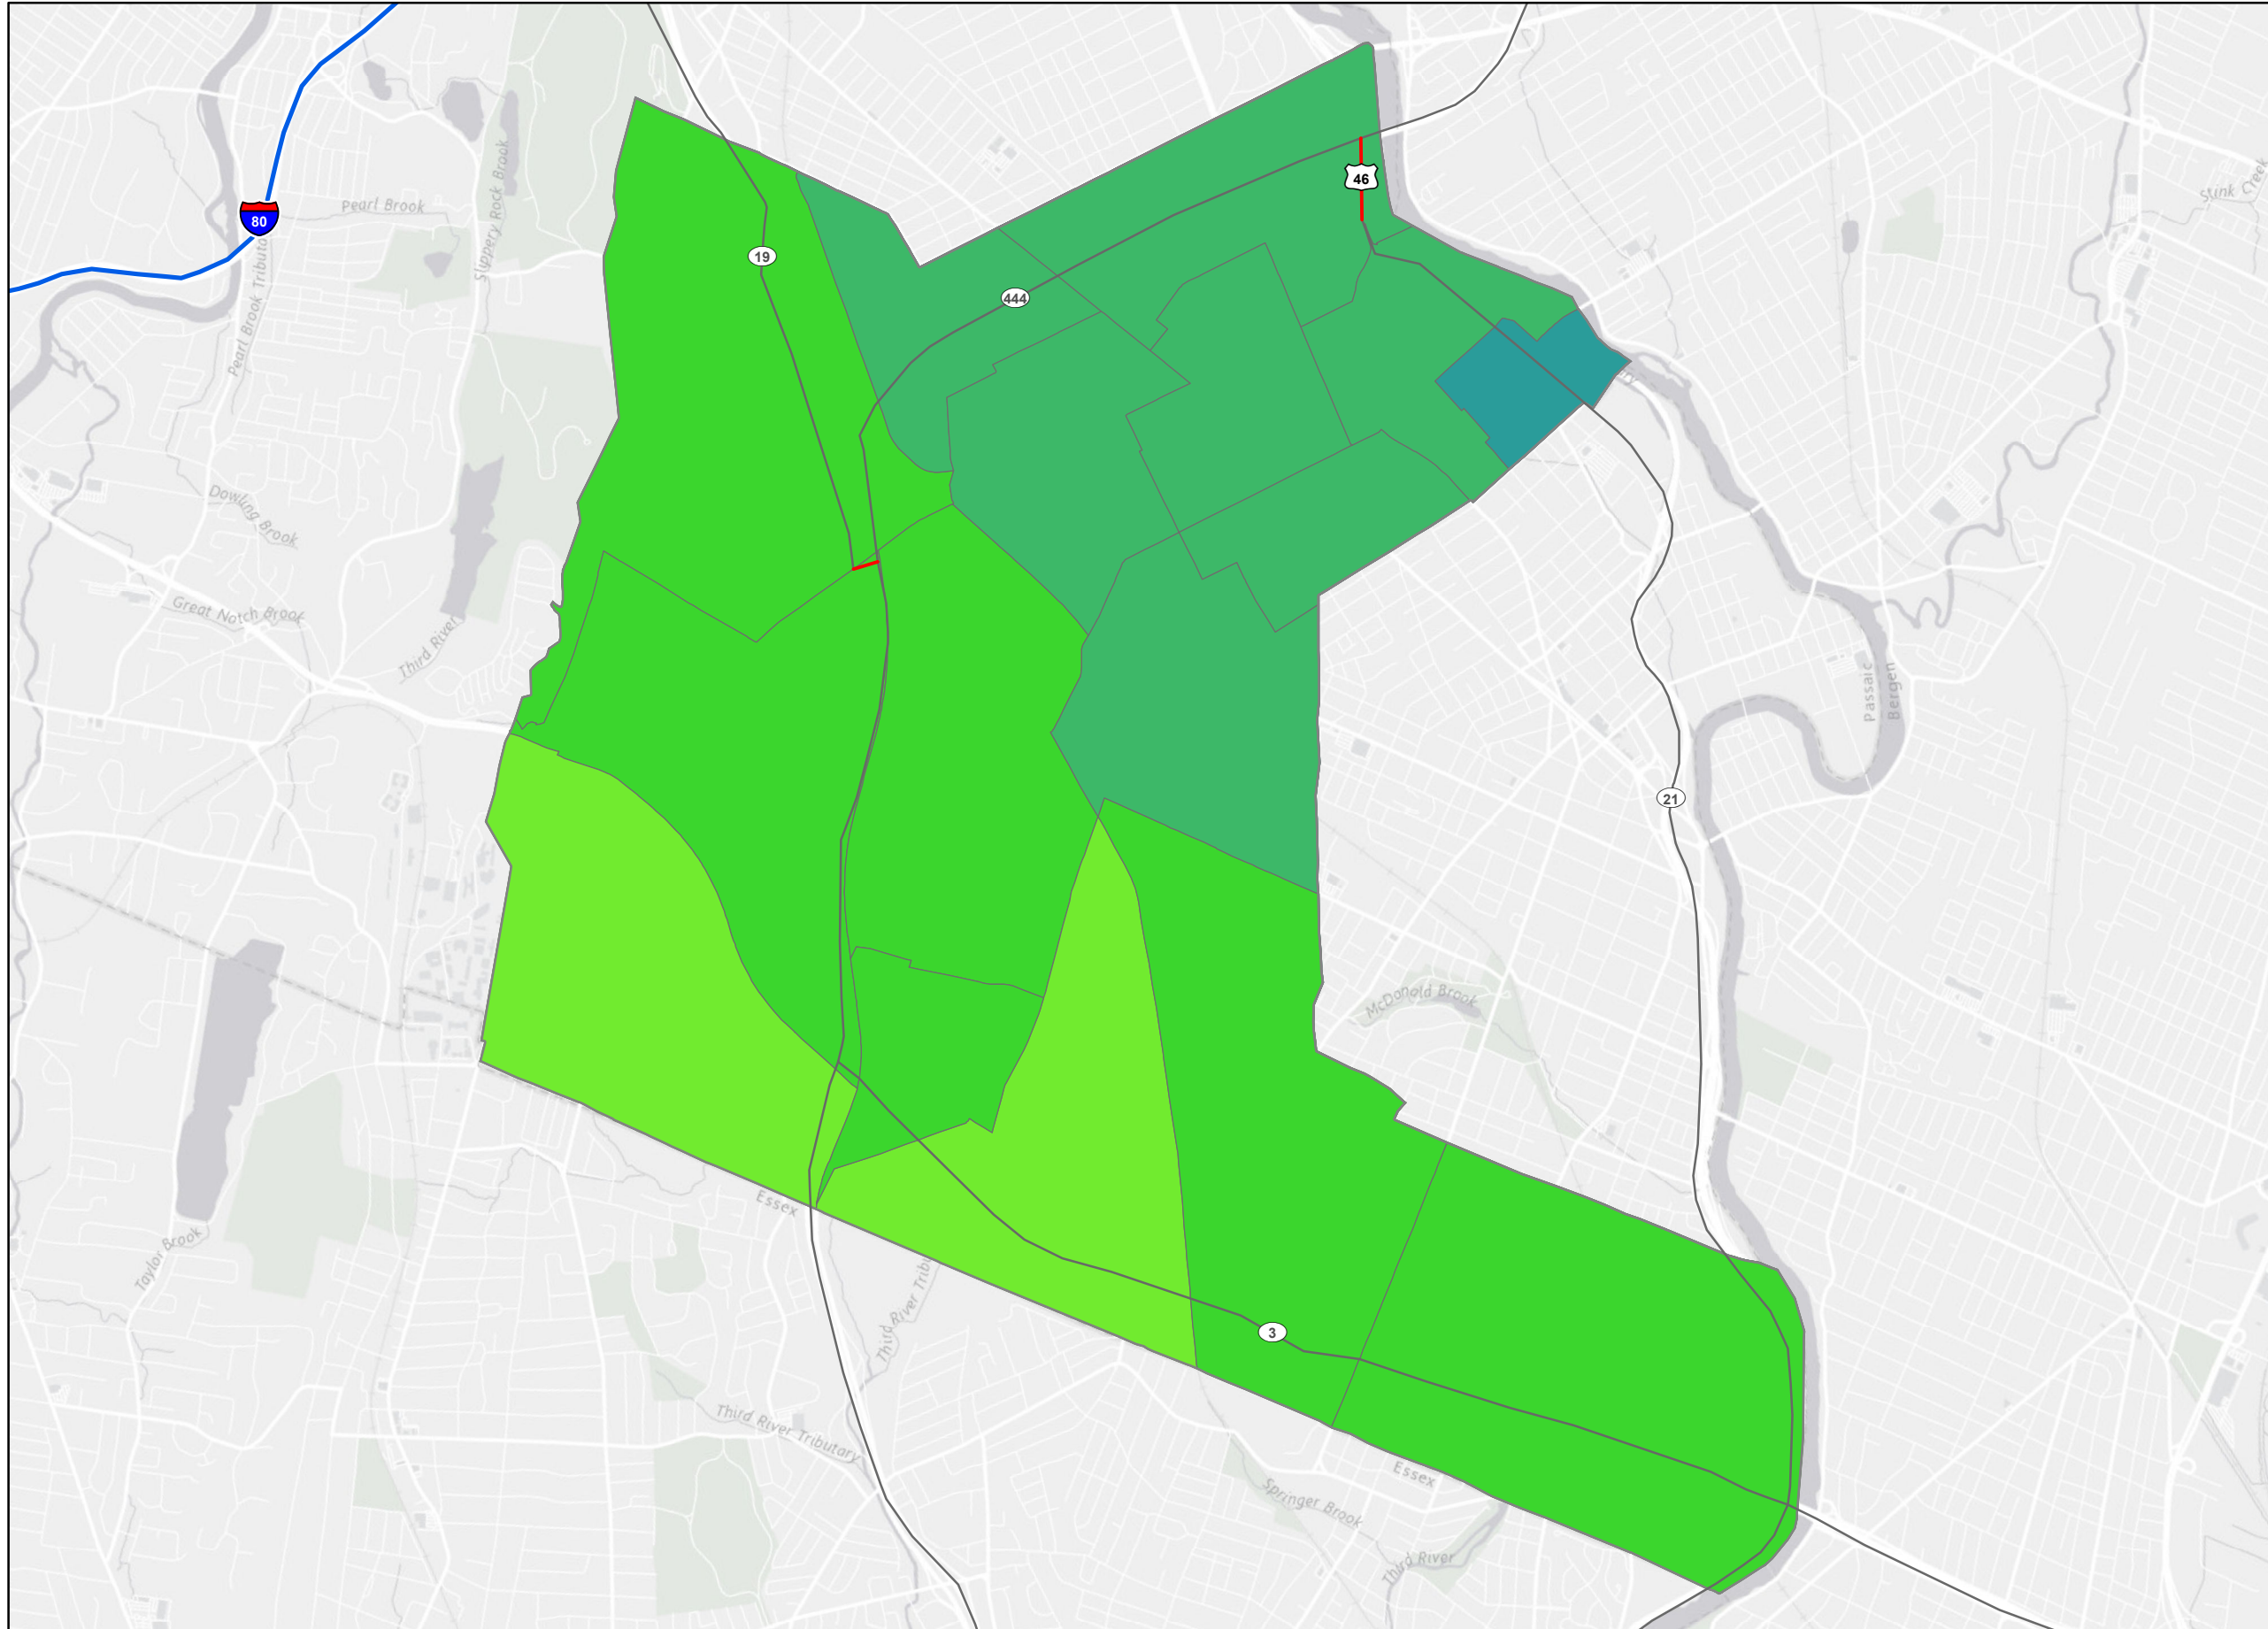 Pearl Brook
Slippery Rock Brook
46
Stink Creek
80
19
Pearl Brook Tributo
444
Dowling Brook
Great Notch Brook
Third River
Passaic
Bergen
21
McDonald Brook
Essex
Taylor Brook
Third River Tribu
3
Third River Tributary
Essex
Springer Brook
Third River